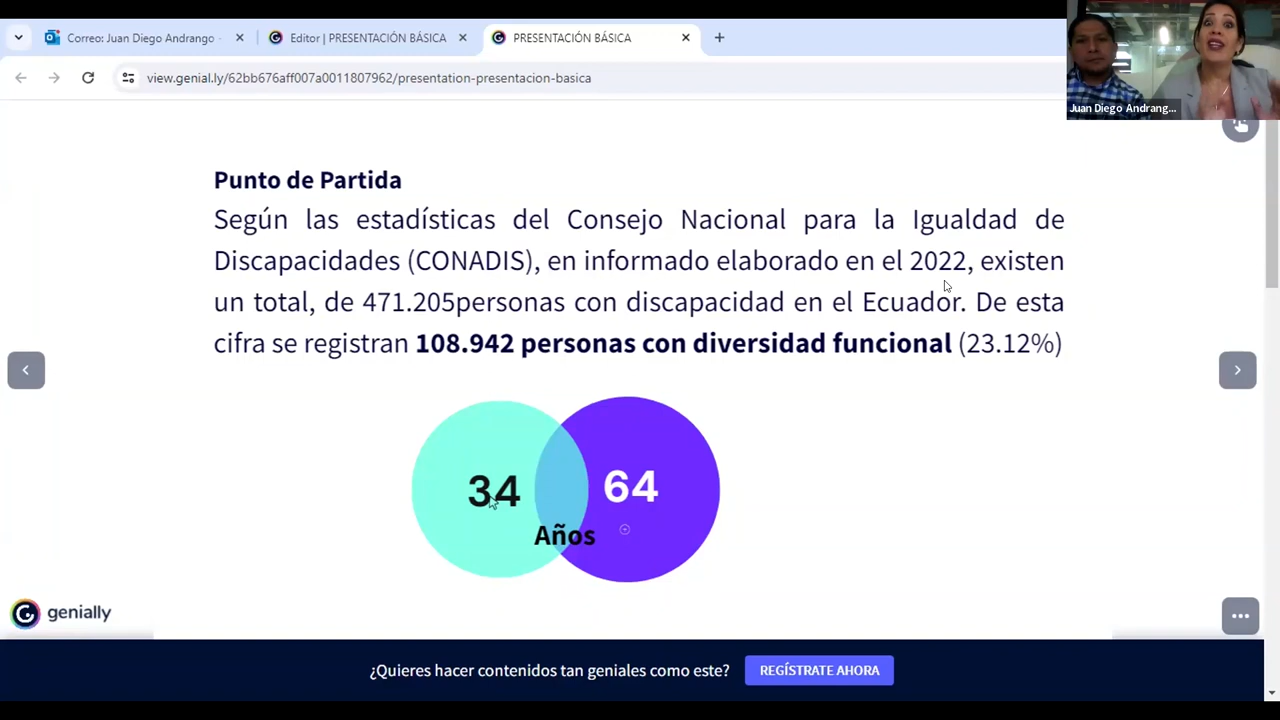 Correo: Juan Diego Andrango
Editor | PRESENTACIÓN BÁSICA
PRESENTACIÓN BÁSICA
view.genial.ly/62bb676aff007a0011807962/presentation-presentacion-basica
Juan Diego Andrang...
Punto de Partida
Según las estadísticas del Consejo Nacional para la Igualdad de
Discapacidades (CONADIS), en informado elaborado en el 2022, existen
un total, de 471.205personas con discapacidad en el Ecuador. De esta
cifra se registran 108.942 personas con diversidad funcional (23.12%)
34
64
Años
genially
¿Quieres hacer contenidos tan geniales como este?
REGÍSTRATE AHORA